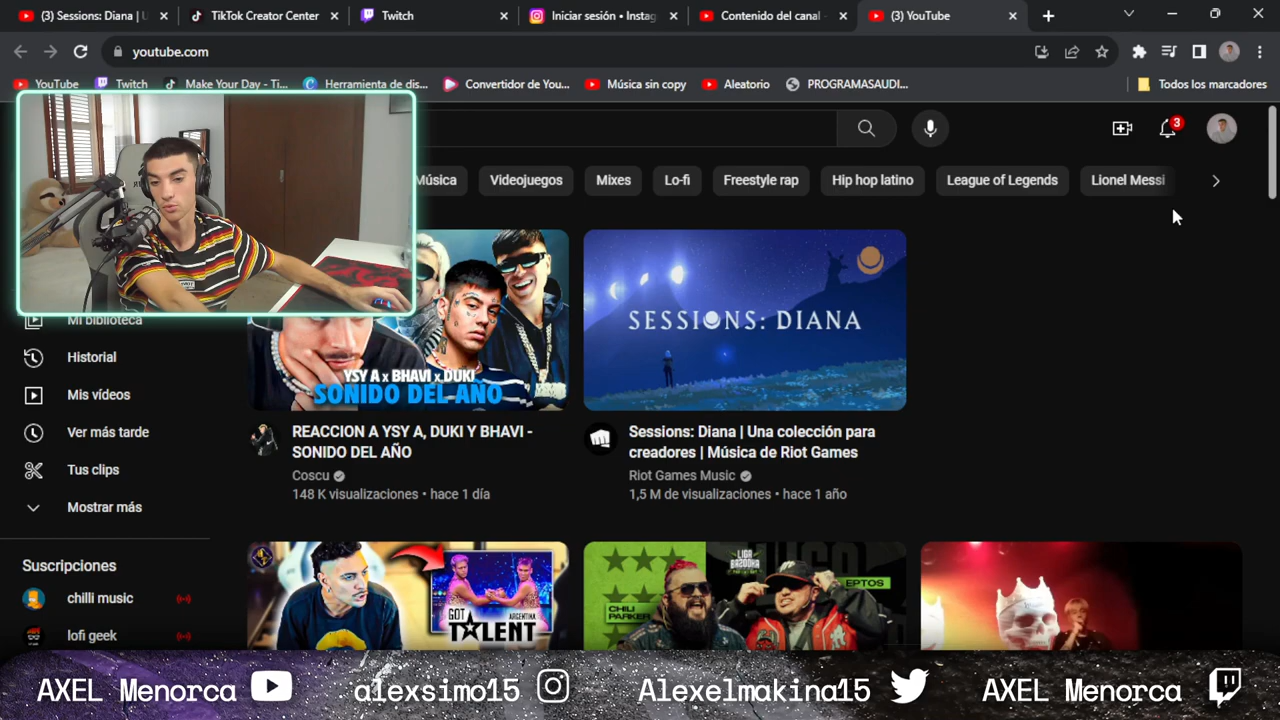 (3) Sessions: Diana | U
TikTok Creator Center
Twitch
Iniciar sesión • Instag
Contenido del canal -
(3) YouTube
youtube.com
YouTube
Twitch
Make Your Day - Ti...
Herramienta de dis...
Convertidor de You...
Música sin copy
Aleatorio
PROGRAMASAUDI...
Todos los marcadores
3
Música
Videojuegos
Mixes
Lo-fi
Freestyle rap
Hip hop latino
League of Legends
Lionel Messi
Mi biblioteca
Historial
Mis vídeos
Ver más tarde
Tus clips
Mostrar más
Suscripciones
chilli music
lofi geek
YSY A x BHAVI x DUKI
SONIDO DEL AÑO
REACCION A YSY A, DUKI Y BHAVI -
SONIDO DEL AÑO
Coscu
148 K visualizaciones • hace 1 día
SESSIONS: DIANA
Sessions: Diana | Una colección para
creadores | Música de Riot Games
Riot Games Music
1,5 M de visualizaciones • hace 1 año
GOT
ARGENTINA
TALENT
CHILI
PARKER
LIGA
BAZOOKA
EPTOS
AXEL Menorca
alexsimo15
Alexelmakina15
AXEL Menorca